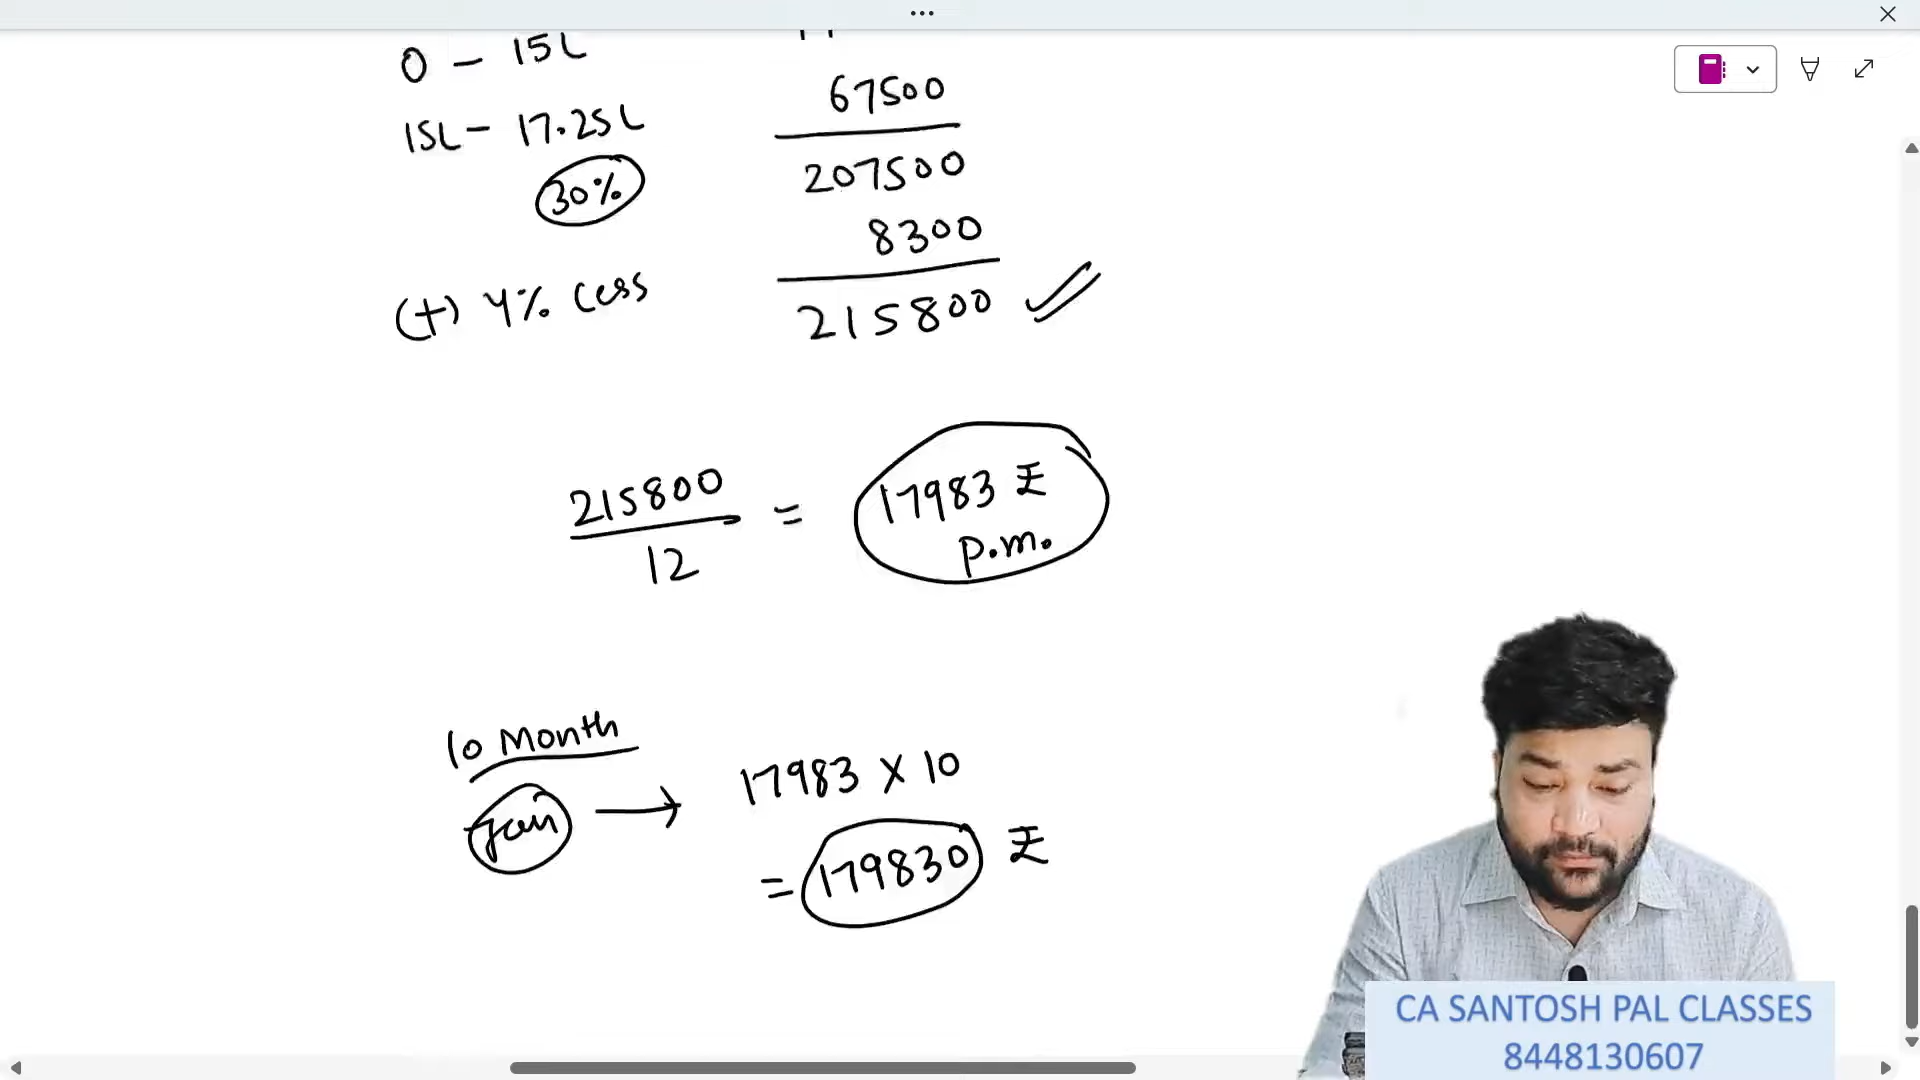 0 - 15L
15L - 17.25L 67500
30% 207500
8300
(+) 4% Cess 215800
215800
12
= 17983 ₹
p.m.
10 Month
Jan → 17983 X 10
= 179830 ₹
CA SANTOSH PAL CLASSES
8448130607